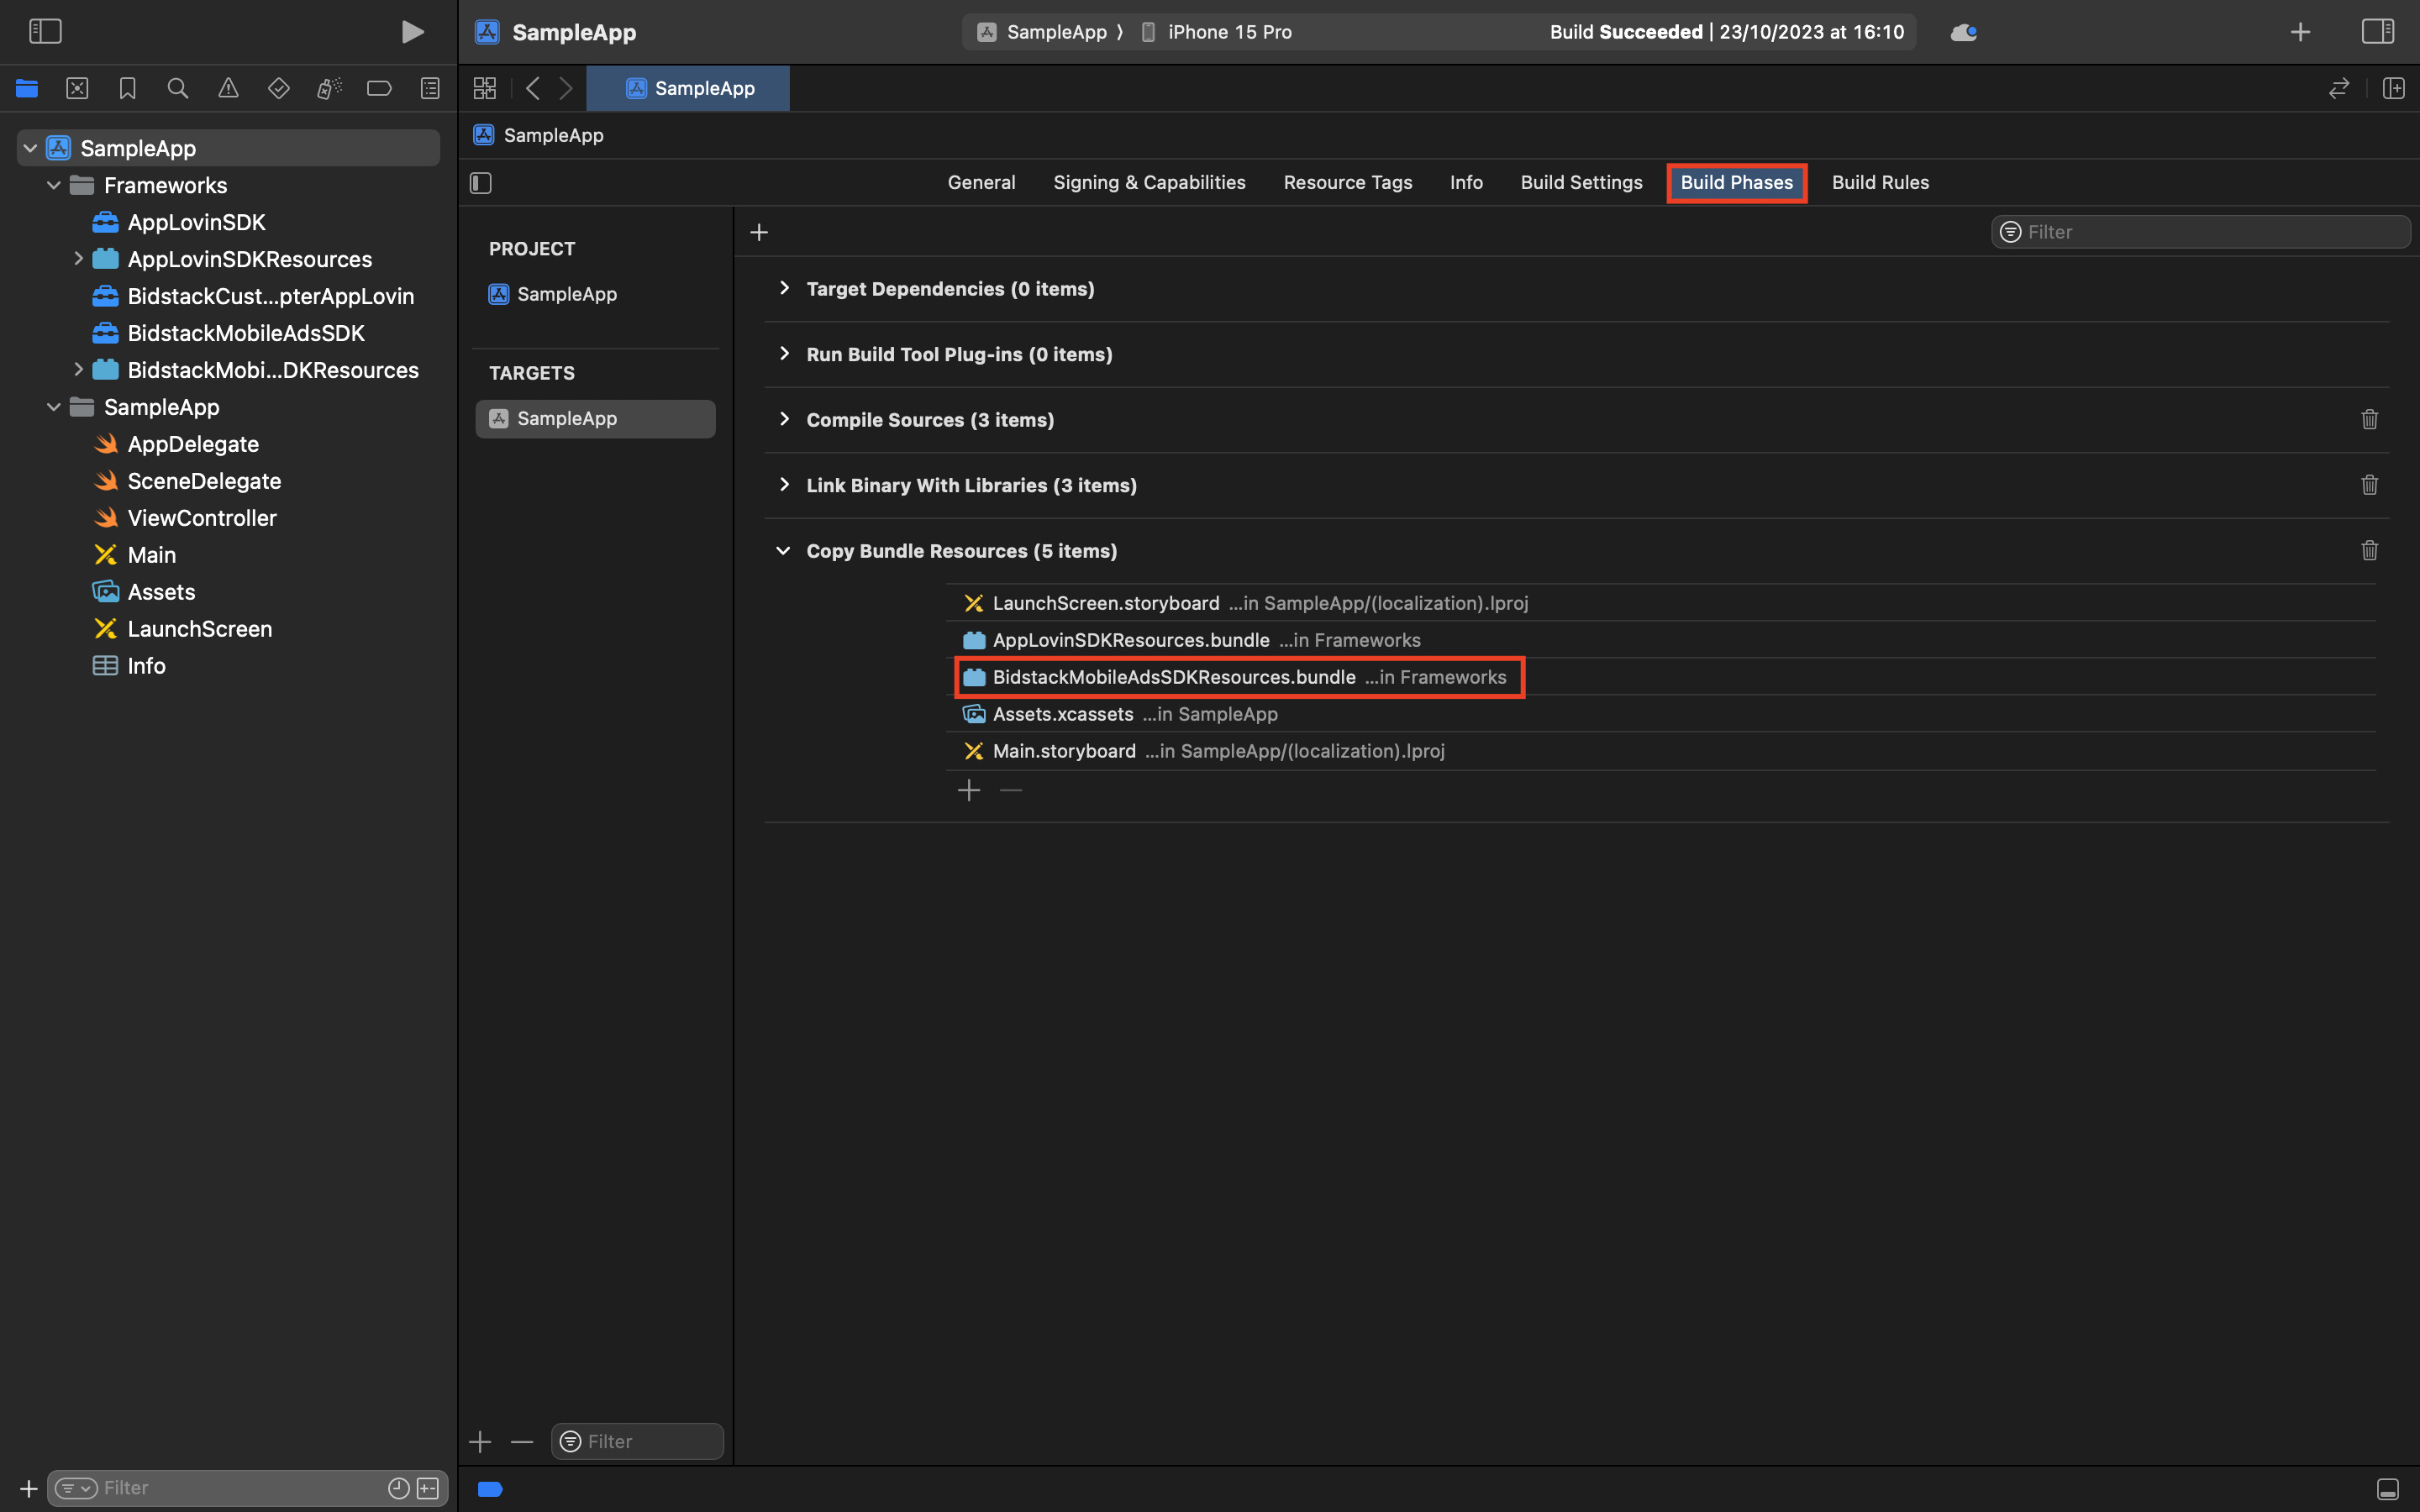 SampleApp
SampleApp ⟩ iPhone 15 Pro
Build Succeeded | 23/10/2023 at 16:10
SampleApp
SampleApp
General Signing & Capabilities Resource Tags Info Build Settings Build Phases Build Rules
SampleApp
Frameworks
AppLovinSDK
AppLovinSDKResources
BidstackCust...pterAppLovin
BidstackMobileAdsSDK
BidstackMobi...DKResources
SampleApp
AppDelegate
SceneDelegate
ViewController
Main
Assets
LaunchScreen
Info
Filter
PROJECT
SampleApp
TARGETS
SampleApp
Filter
Filter
Target Dependencies (0 items)
Run Build Tool Plug-ins (0 items)
Compile Sources (3 items)
Link Binary With Libraries (3 items)
Copy Bundle Resources (5 items)
LaunchScreen.storyboard ...in SampleApp/(localization).lproj
AppLovinSDKResources.bundle ...in Frameworks
BidstackMobileAdsSDKResources.bundle ...in Frameworks
Assets.xcassets ...in SampleApp
Main.storyboard ...in SampleApp/(localization).lproj